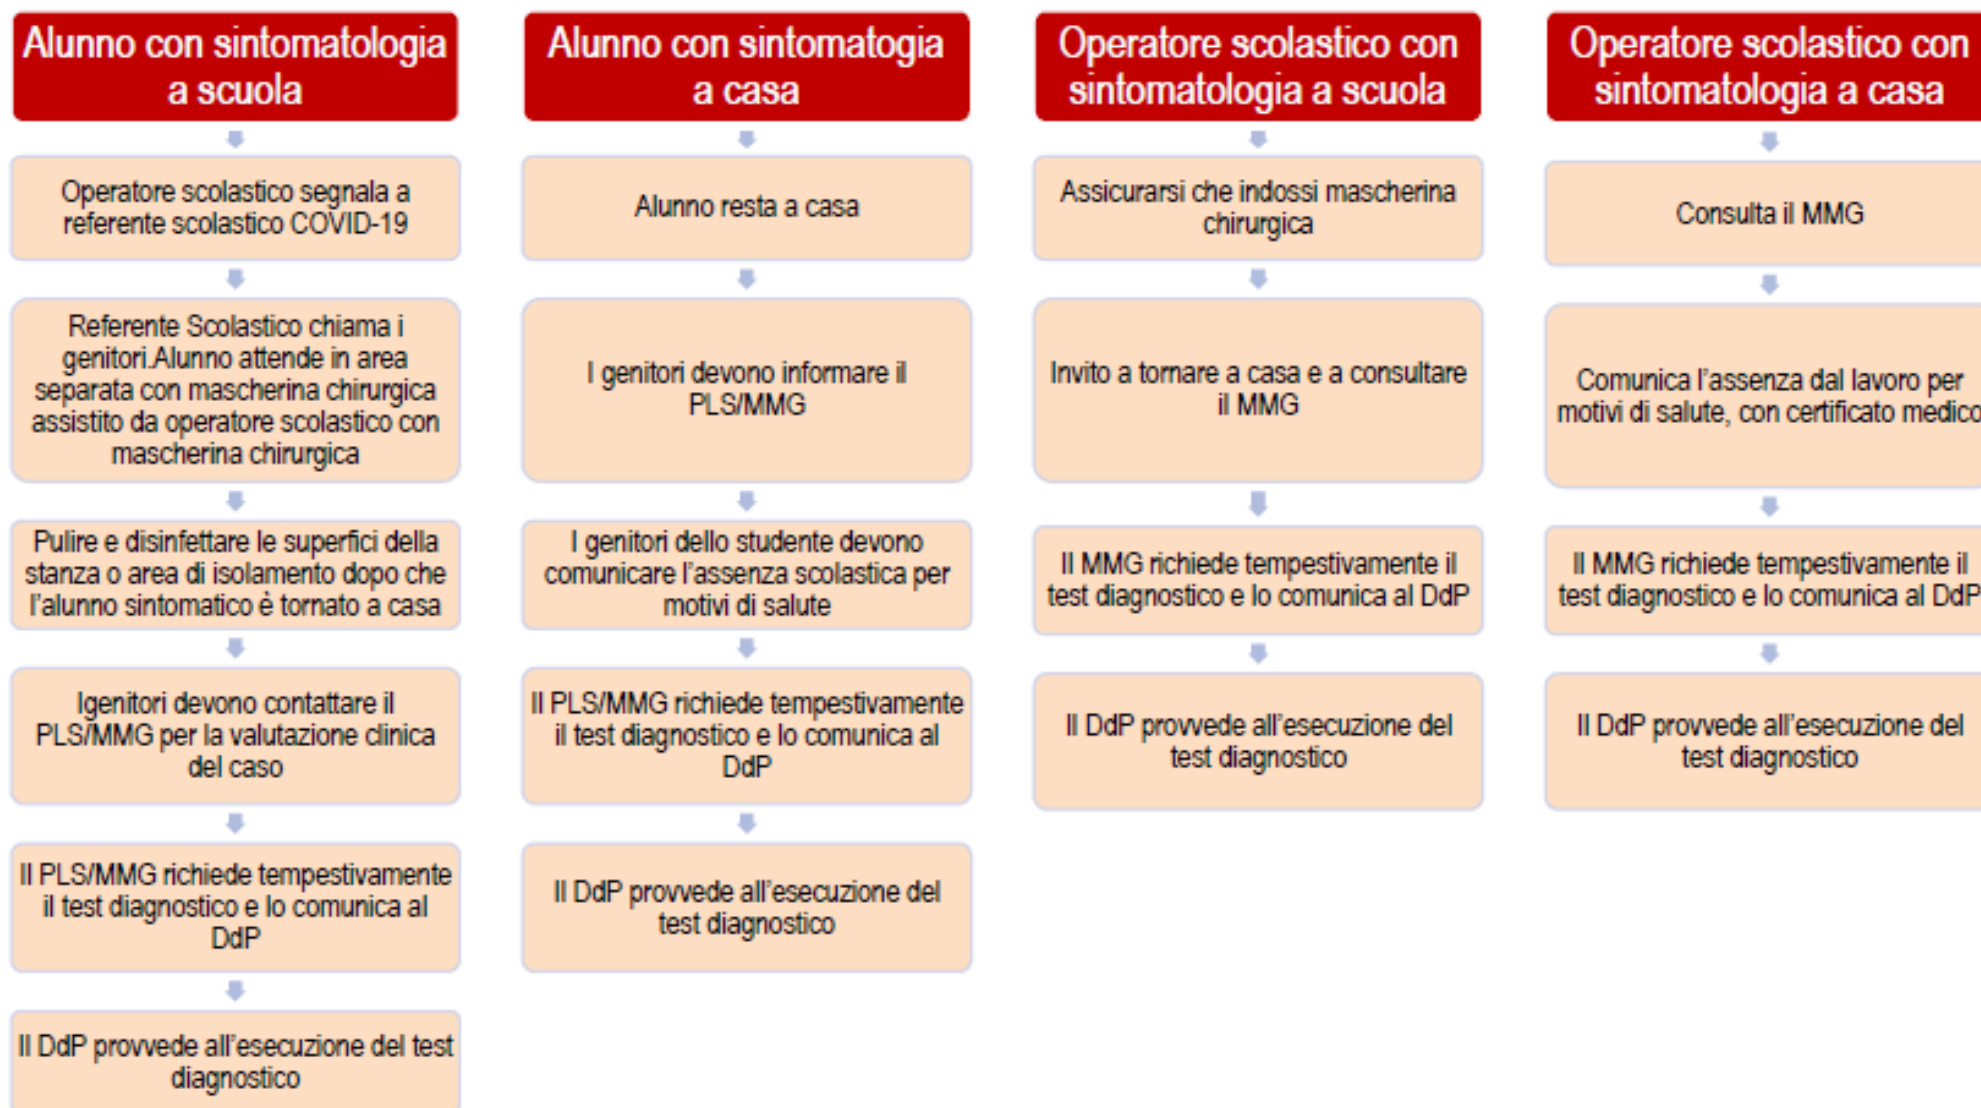 Alunno con sintomatologia
a scuola
Operatore scolastico segnala a
referente scolastico COVID-19
Referente Scolastico chiama i
genitori.Alunno attende in area
separata con mascherina chirurgica
assistito da operatore scolastico con
mascherina chirurgica
Pulire e disinfettare le superfici della
stanza o area di isolamento dopo che
l'alunno sintomatico è tornato a casa
Igenitori devono contattare il
PLS/MMG per la valutazione clinica
del caso
Il PLS/MMG richiede tempestivamente
il test diagnostico e lo comunica al
DdP
Il DdP provvede all'esecuzione del test
diagnostico
Alunno con sintomatogia
a casa
Alunno resta a casa
I genitori devono informare il
PLS/MMG
I genitori dello studente devono
comunicare l'assenza scolastica per
motivi di salute
Il PLS/MMG richiede tempestivamente
il test diagnostico e lo comunica al
DdP
Il DdP provvede all'esecuzione del
test diagnostico
Operatore scolastico con
sintomatologia a scuola
Assicurarsi che indossi mascherina
chirurgica
Invito a tornare a casa e a consultare
il MMG
Il MMG richiede tempestivamente il
test diagnostico e lo comunica al DdP
Il DdP provvede all'esecuzione del
test diagnostico
Operatore scolastico con
sintomatologia a casa
Consulta il MMG
Comunica l'assenza dal lavoro per
motivi di salute, con certificato medico
Il MMG richiede tempestivamente il
test diagnostico e lo comunica al DdP
Il DdP provvede all'esecuzione del
test diagnostico